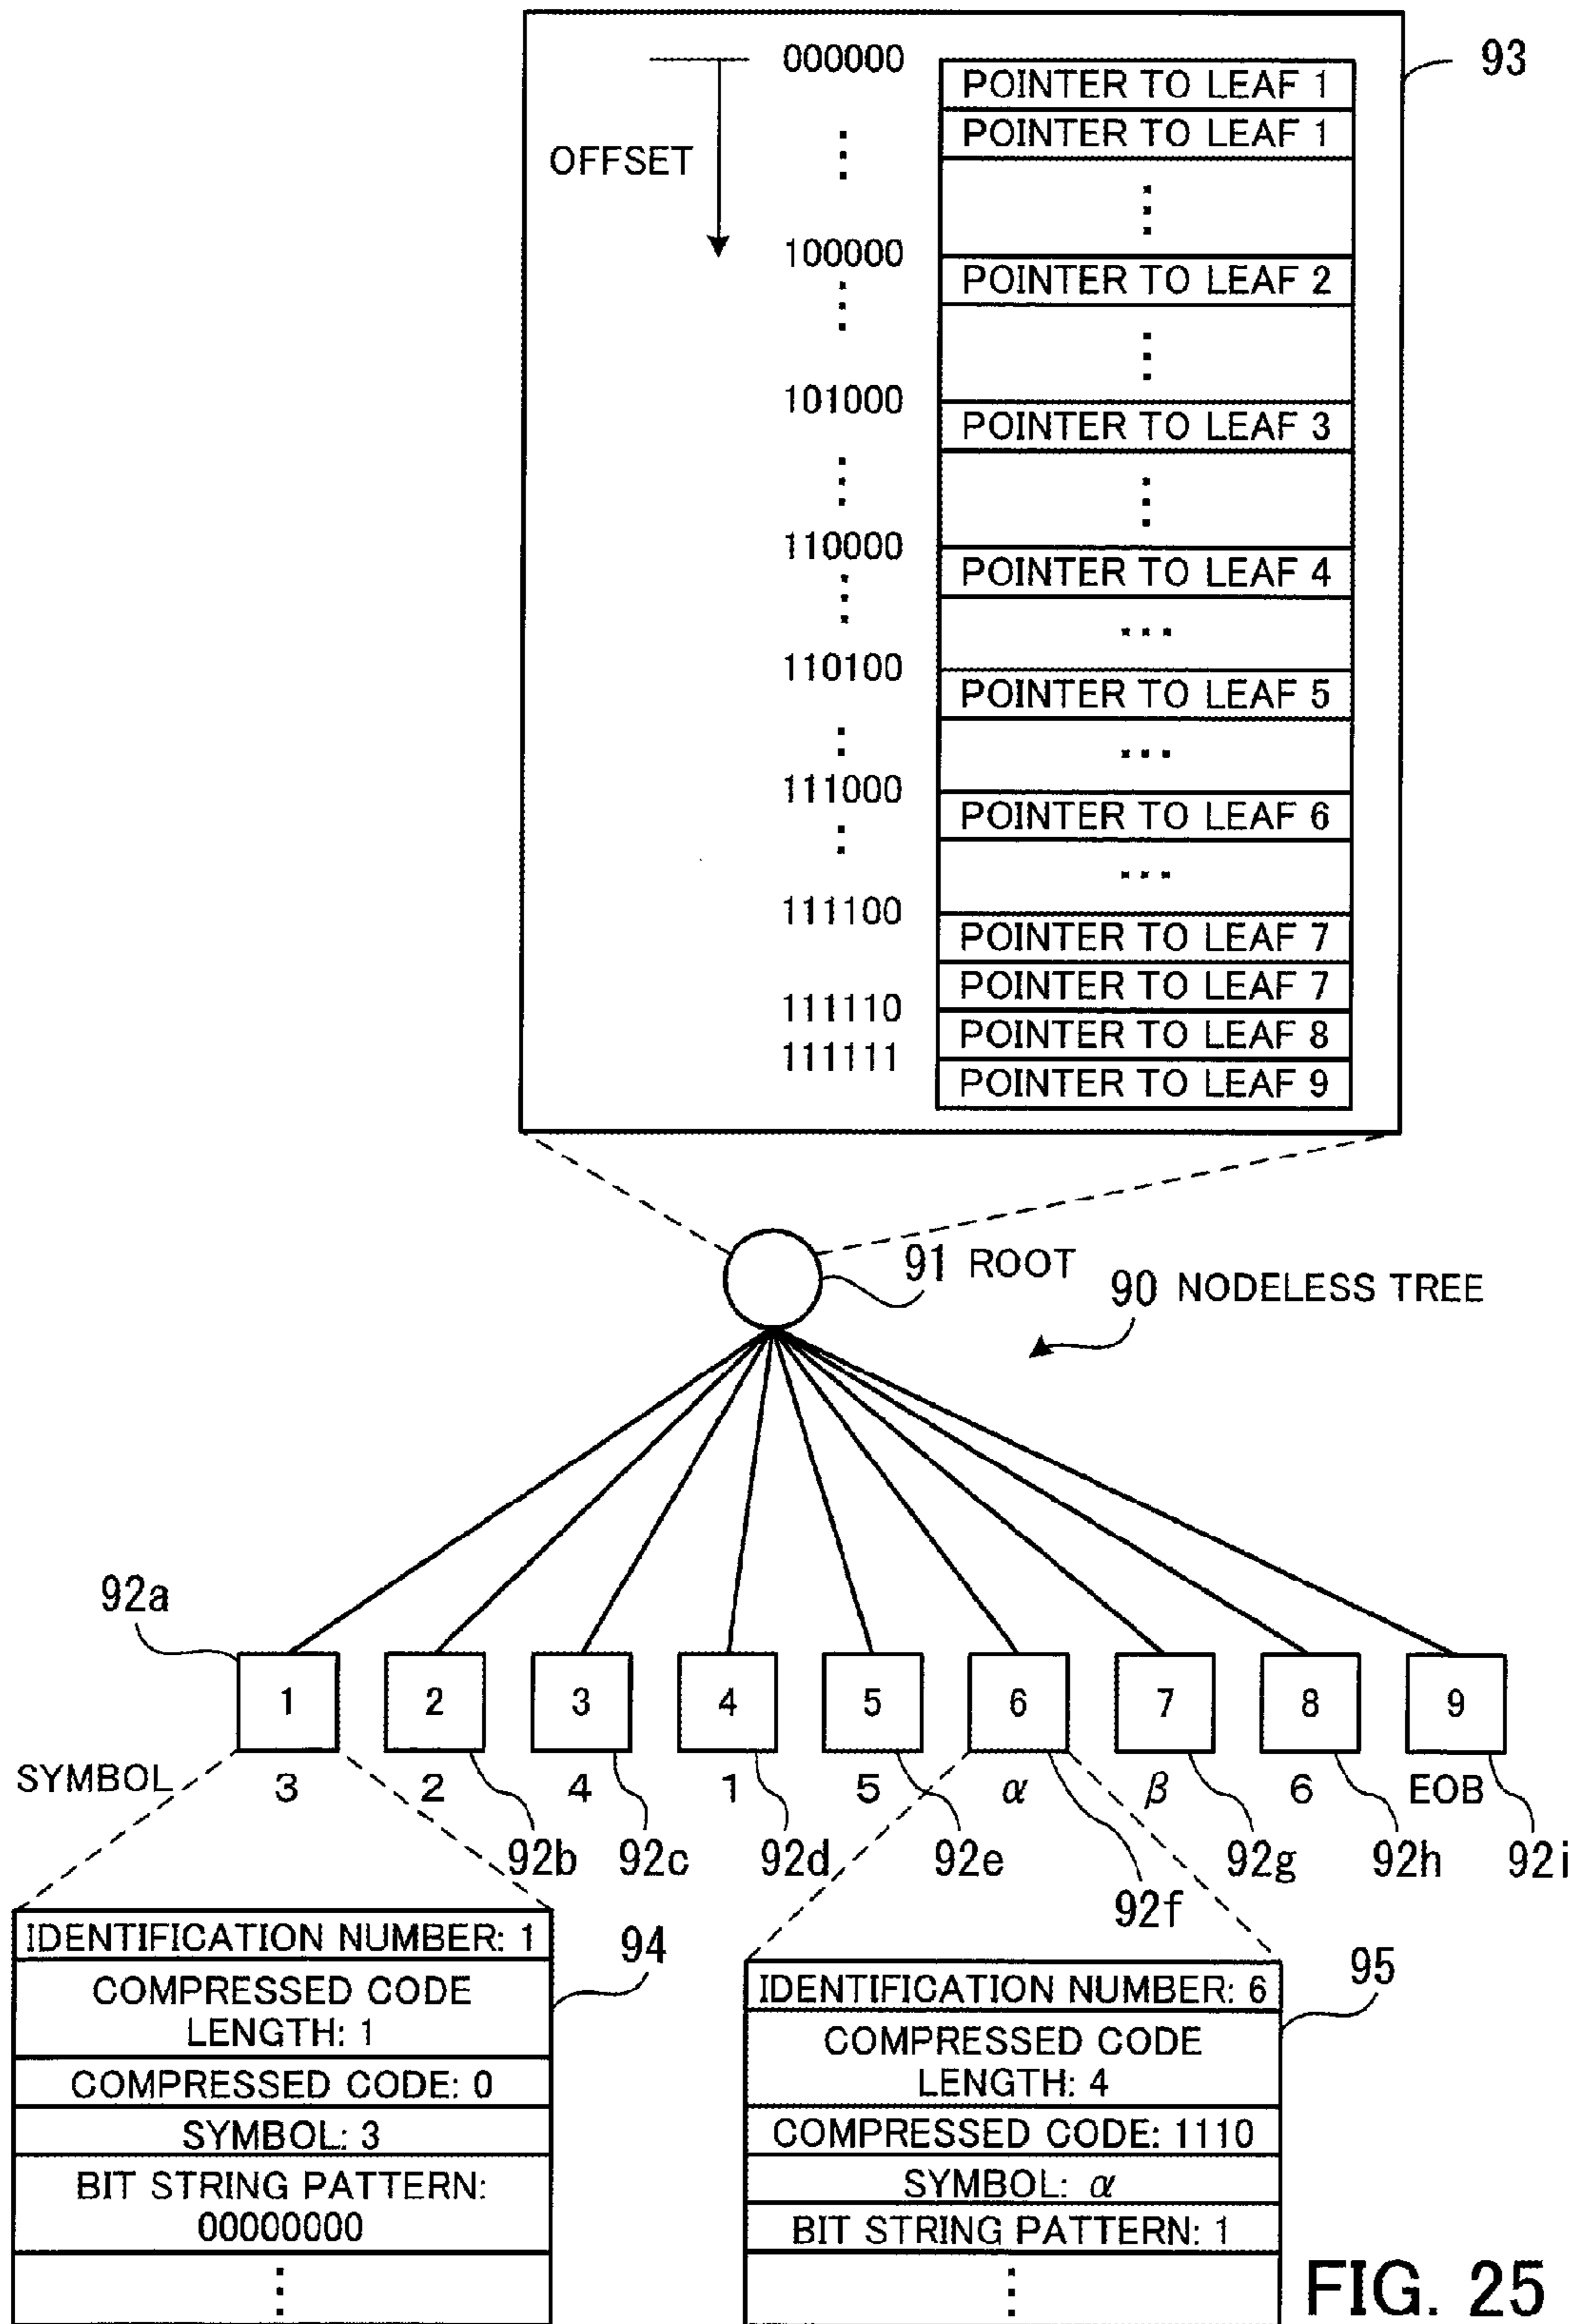 000000
POINTER TO LEAF 1
93
POINTER TO LEAF 1
OFFSET
100000
POINTER TO LEAF 2
101000
POINTER TO LEAF 3
110000
POINTER TO LEAF 4
110100
POINTER TO LEAF 5
111000
POINTER TO LEAF 6
111100
POINTER TO LEAF 7
POINTER TO LEAF 7
111110
POINTER TO LEAF 8
111111
POINTER TO LEAF 9
91 ROOT
90 NODELESS TREE
92a
1 2 3 4 5 6 7 8 9
SYMBOL 3 2 4 1 5 α β 6 EOB
92b 92c 92d 92e 92f 92g 92h 92i
IDENTIFICATION NUMBER: 1
94
COMPRESSED CODE
LENGTH: 1
COMPRESSED CODE: 0
SYMBOL: 3
BIT STRING PATTERN:
00000000
IDENTIFICATION NUMBER: 6
95
COMPRESSED CODE
LENGTH: 4
COMPRESSED CODE: 1110
SYMBOL: α
BIT STRING PATTERN: 1
FIG. 25